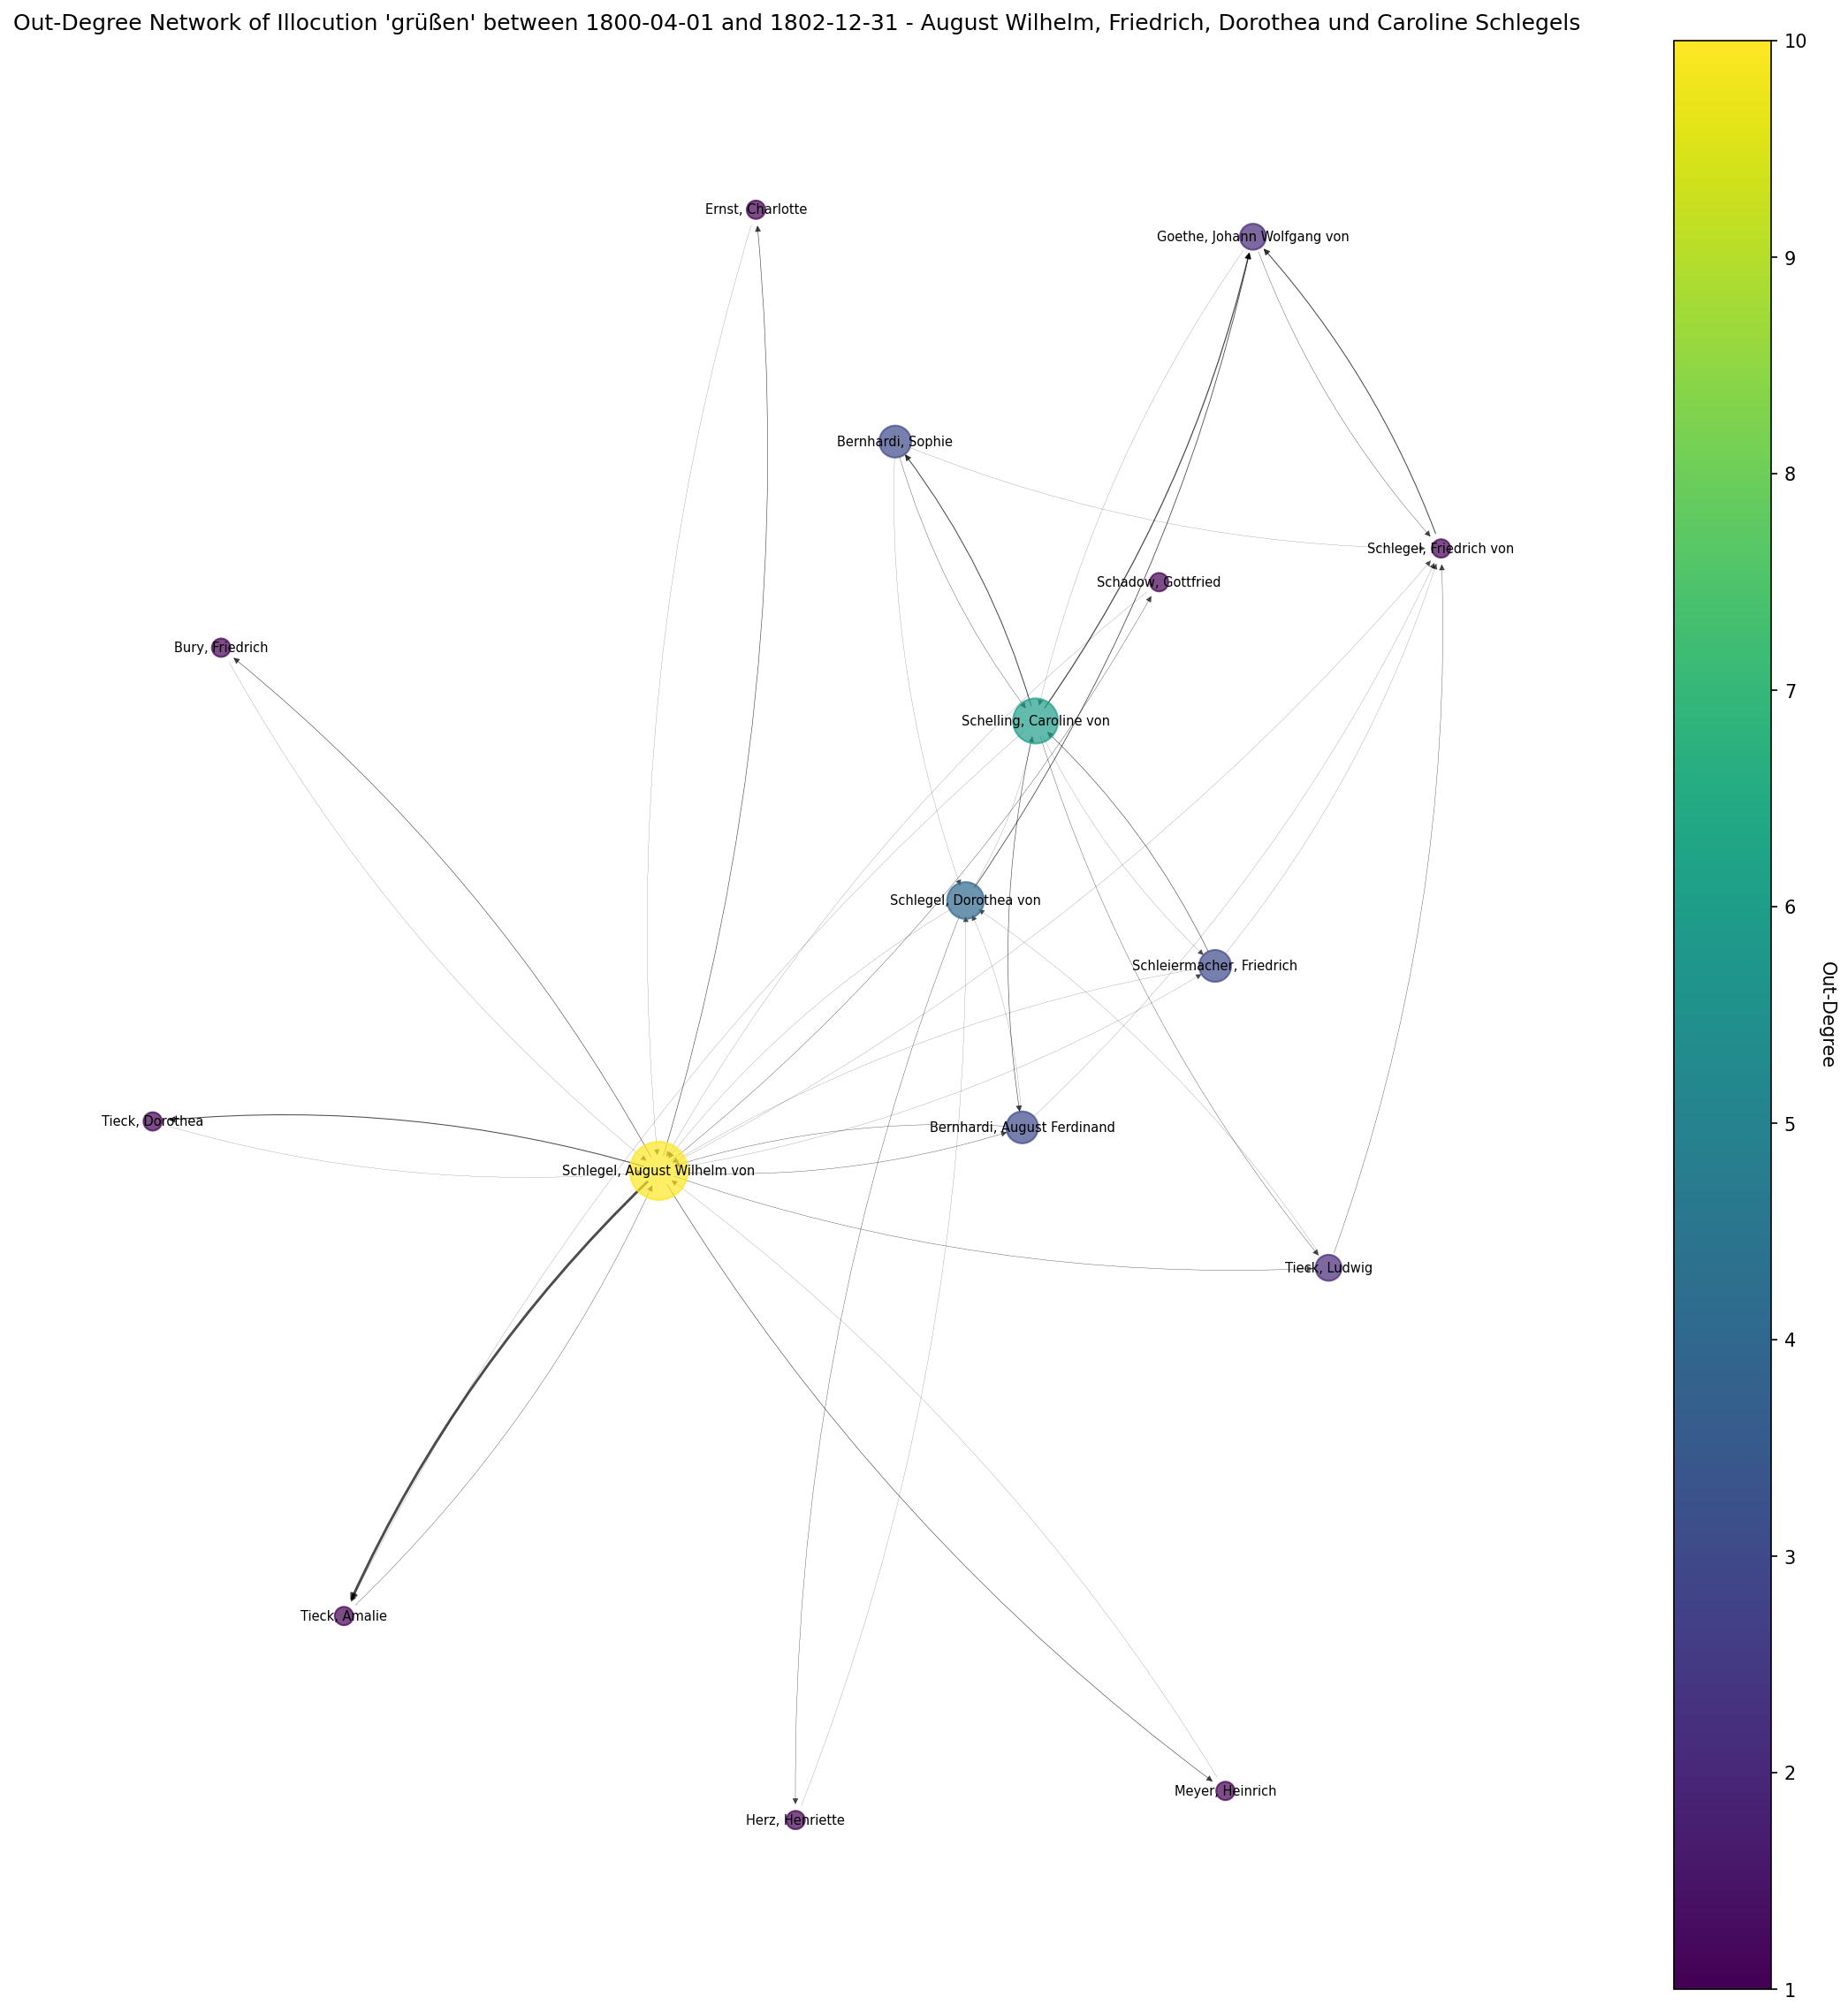 Out-Degree Network of Illocution 'grüßen' between 1800-04-01 and 1802-12-31 - August Wilhelm, Friedrich, Dorothea und Caroline Schlegels
Ernst, Charlotte
Goethe, Johann Wolfgang von
Bernhardi, Sophie
Schlegel, Friedrich von
Schadow, Gottfried
Bury, Friedrich
Schelling, Caroline von
Schlegel, Dorothea von
Schleiermacher, Friedrich
Tieck, Dorothea
Bernhardi, August Ferdinand
Schlegel, August Wilhelm von
Tieck, Ludwig
Tieck, Amalie
Meyer, Heinrich
Herz, Henriette
10
9
8
7
6
5
4
3
2
1
Out-Degree